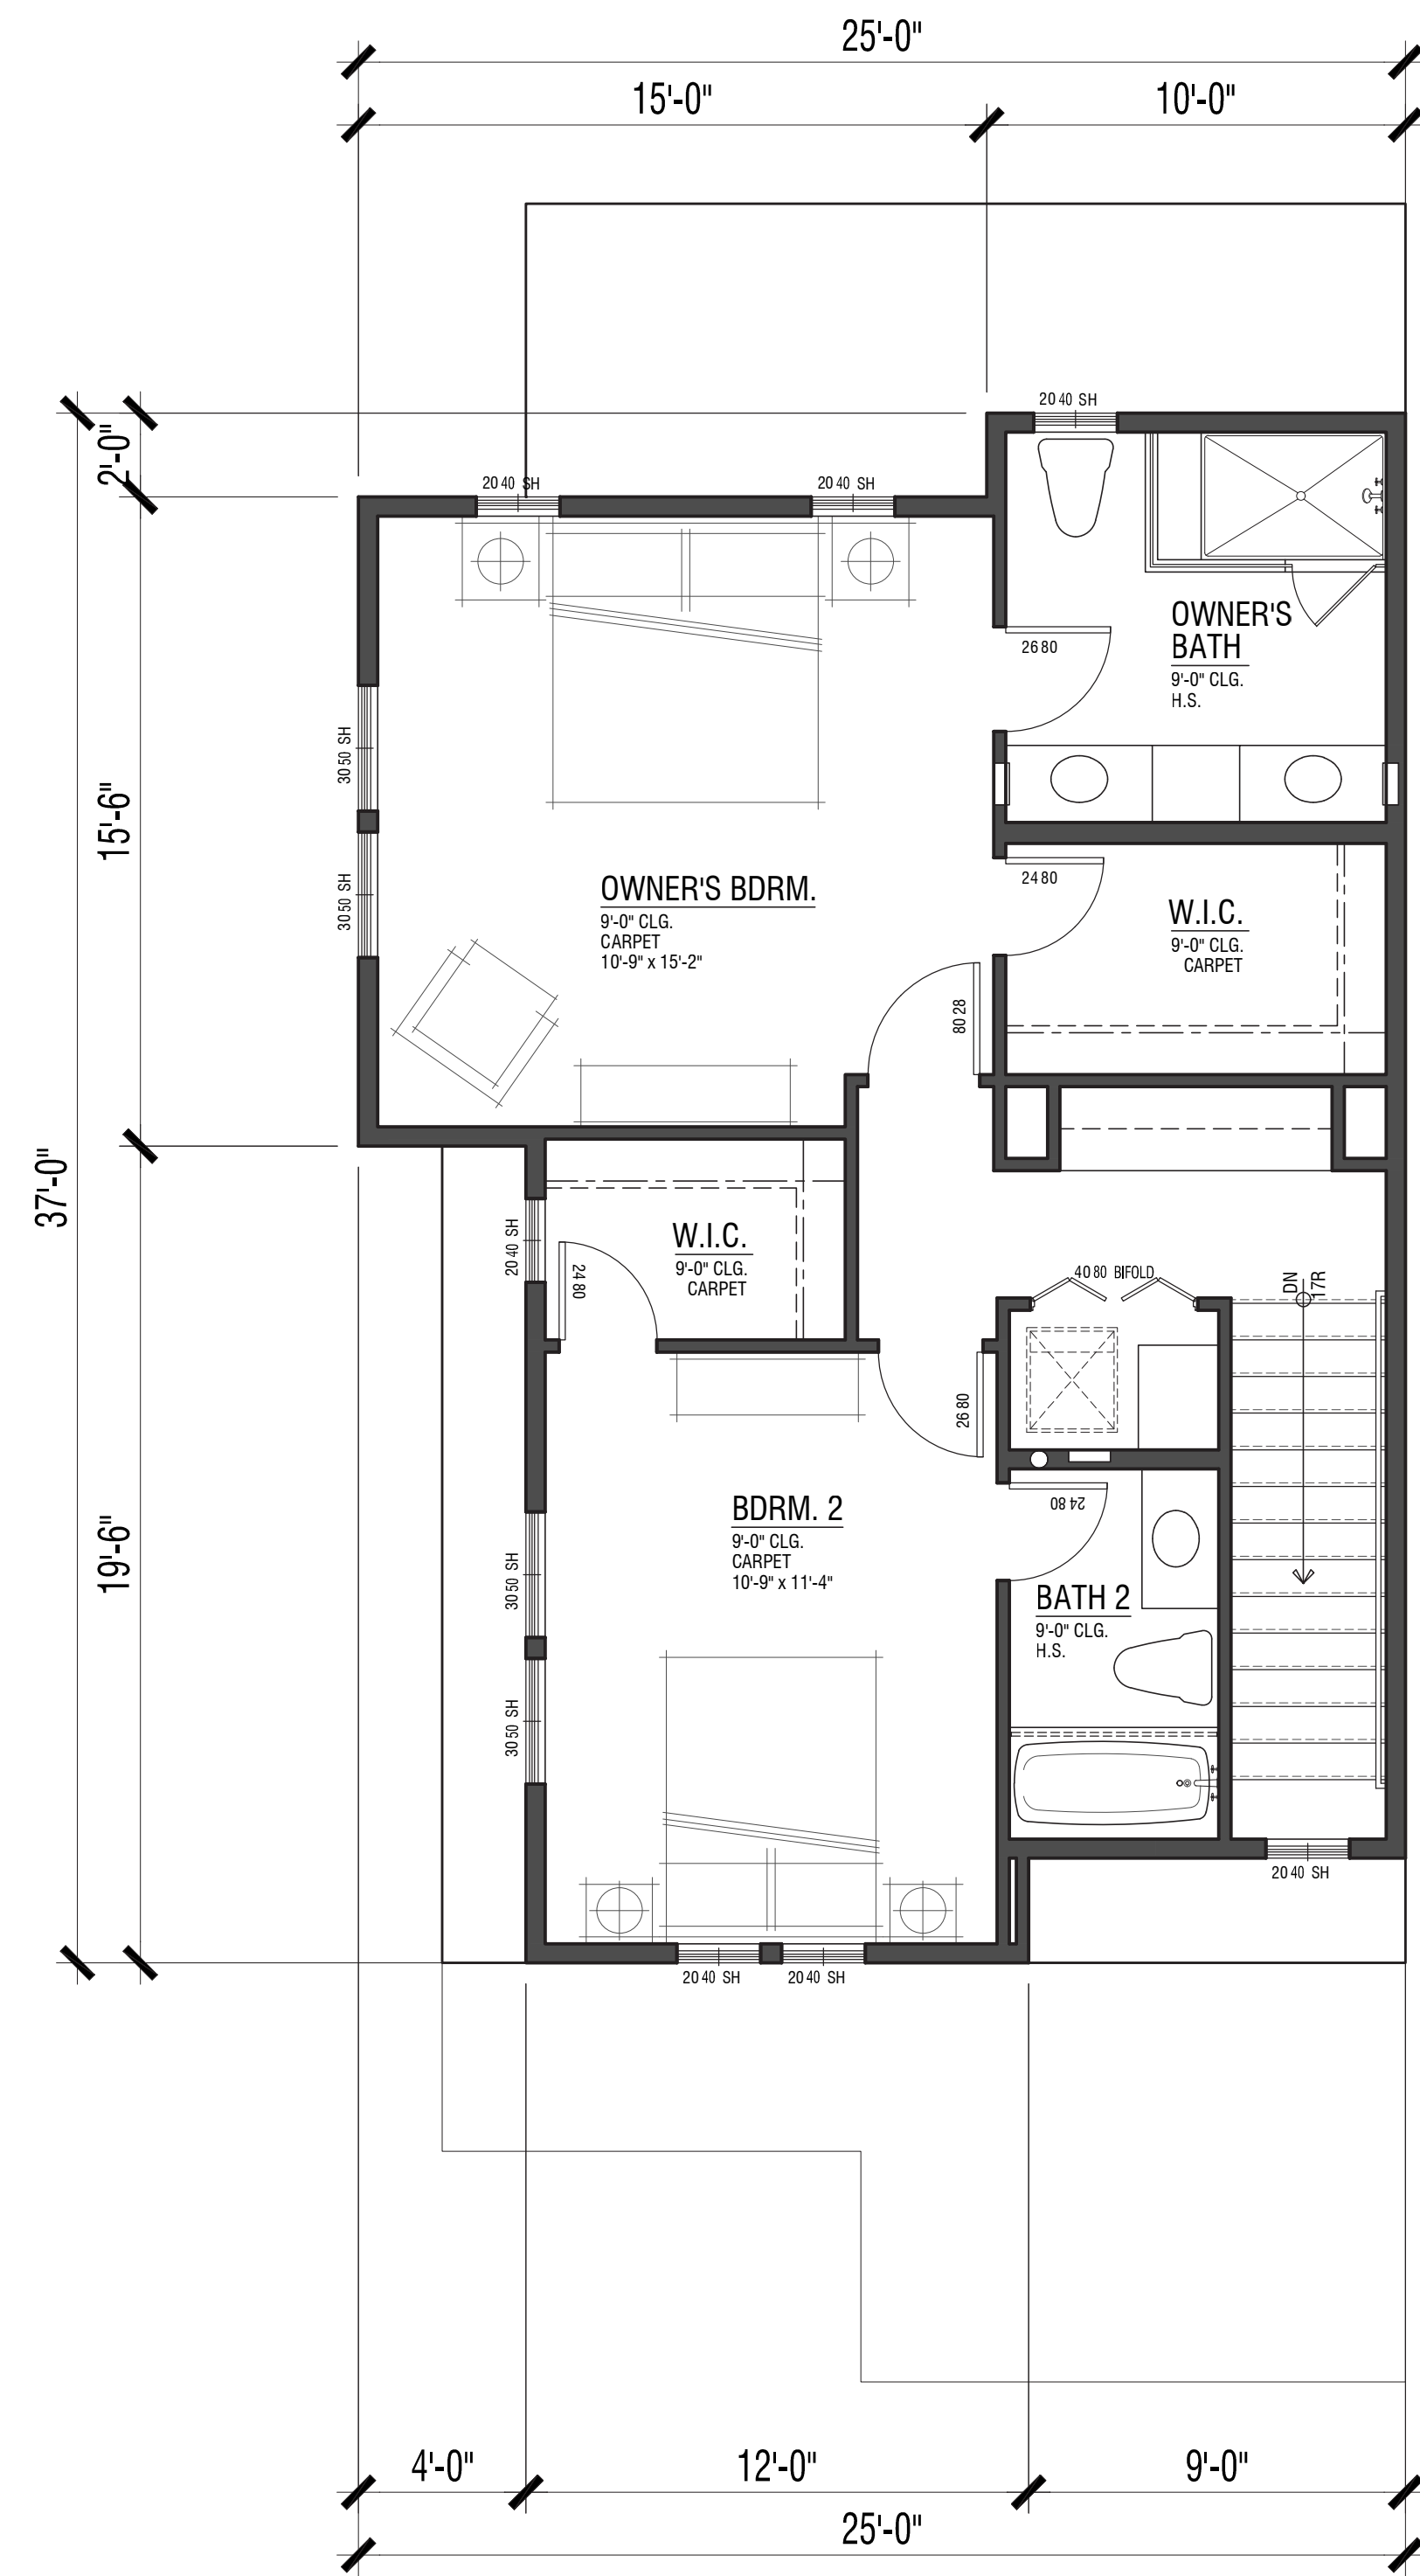 25'-0"
15'-0"
10'-0"
20 40 SH
2'-0"
20 40 SH
20 40 SH
OWNER'S
BATH
9'-0" CLG.
H.S.
26 80
30 50 SH
15'-6"
24 80
30 50 SH
OWNER'S BDRM.
9'-0" CLG.
CARPET
10'-9" x 15'-2"
W.I.C.
9'-0" CLG.
CARPET
80 28
37'-0"
20 40 SH
W.I.C.
9'-0" CLG.
CARPET
24 80
40 80 BIFOLD
DN
17R
26 80
19'-6"
BDRM. 2
9'-0" CLG.
CARPET
10'-9" x 11'-4"
24 80
30 50 SH
BATH 2
9'-0" CLG.
H.S.
30 50 SH
20 40 SH
20 40 SH
20 40 SH
4'-0"
12'-0"
9'-0"
25'-0"